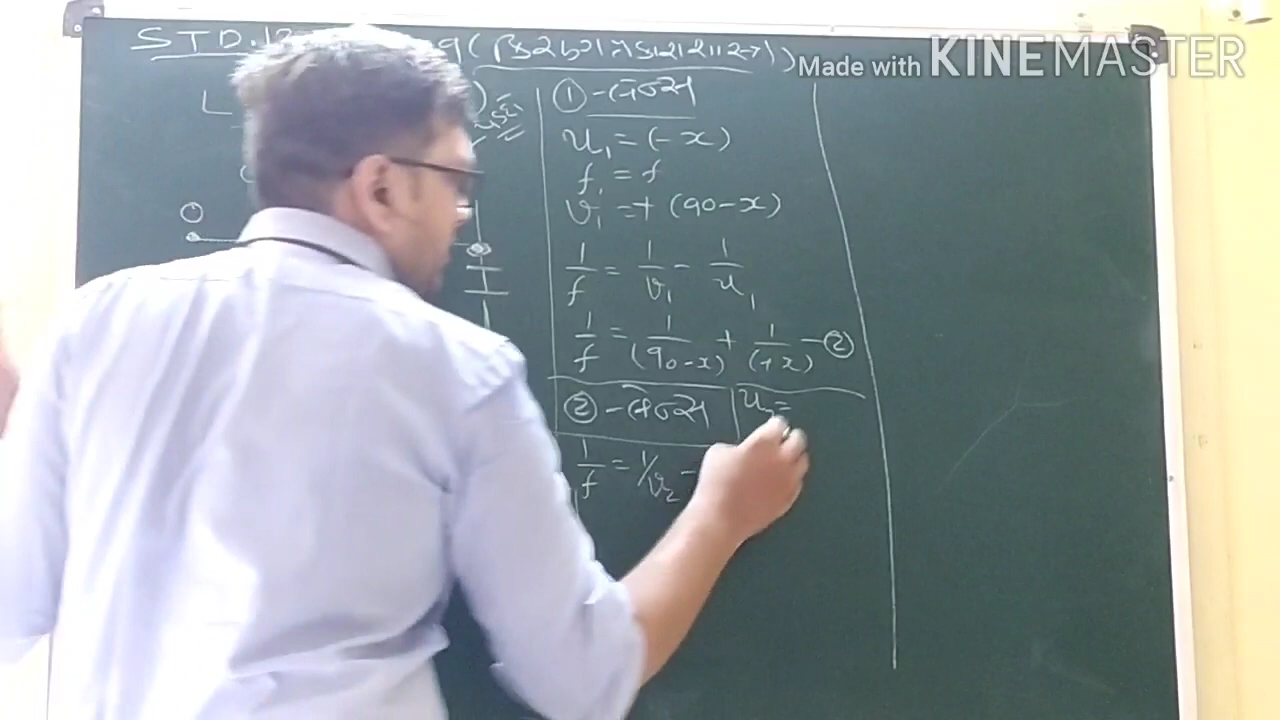 Made with KINEMASTER
STD.12
① - લેન્સ
u₁ = (- x)
f₁ = f
v₁ = + (90 - x)
1/f = 1/v₁ - 1/u₁
1/f = 1/(90 - x) + 1/(+ x) - ②
② - લેન્સ
u₂ =
1/f = 1/v₂ -
O